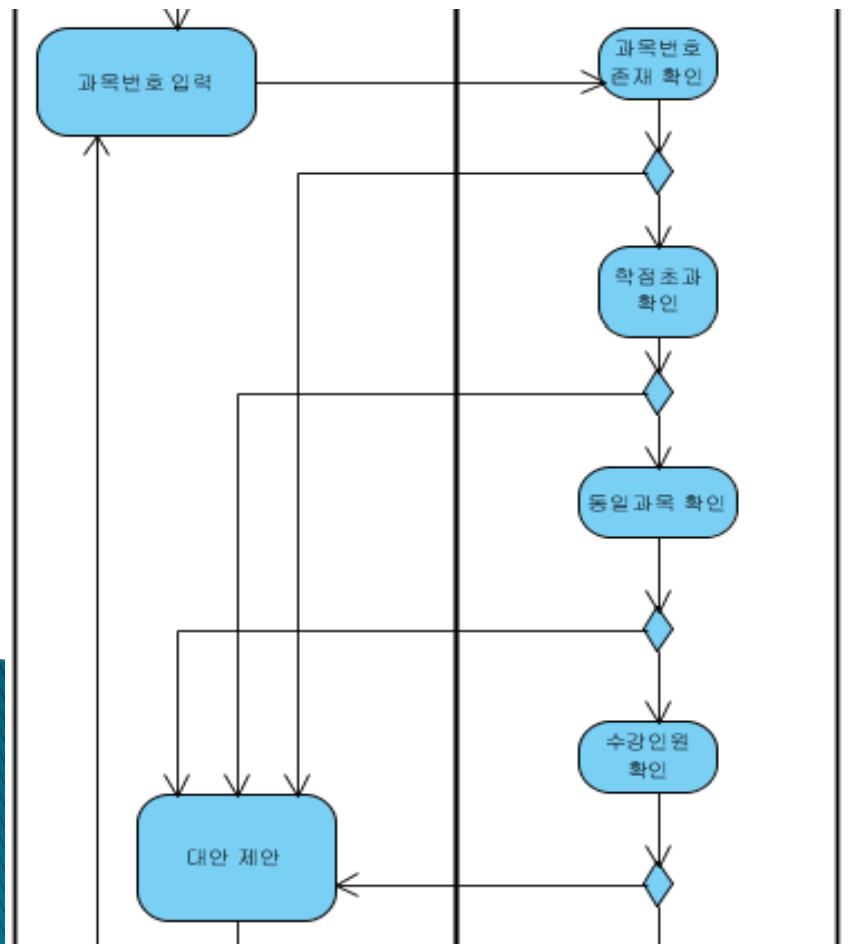 과목번호 입력
과목번호
존재 확인
학점초과
확인
동일과목 확인
수강인원
확인
대안 제안